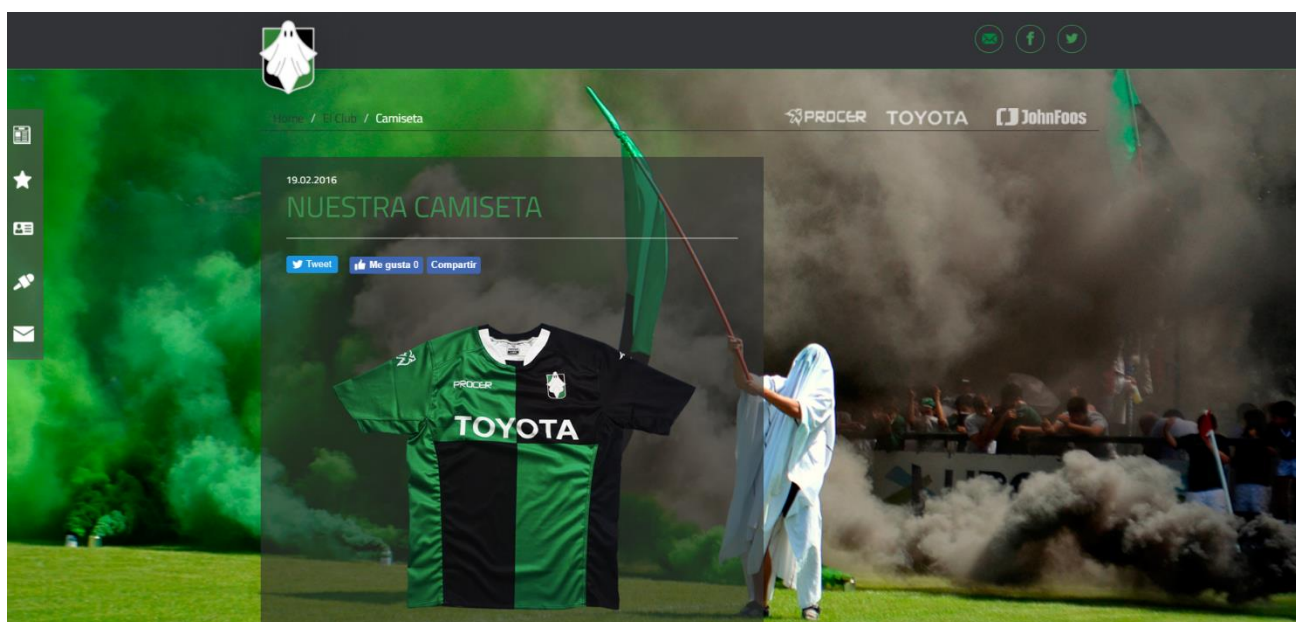 Home / El Club / Camiseta
PROCER TOYOTA JohnFoos
19.02.2016
NUESTRA CAMISETA
Tweet Me gusta 0 Compartir
PROCER
TOYOTA